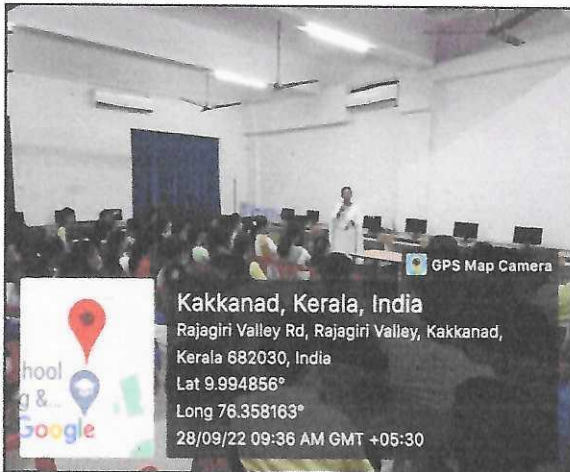 GPS Map Camera
Kakkanad, Kerala, India
Rajagiri Valley Rd, Rajagiri Valley, Kakkanad,
Kerala 682030, India
Lat 9.994856°
Long 76.358163°
28/09/22 09:36 AM GMT +05:30
hool
g &...
Google